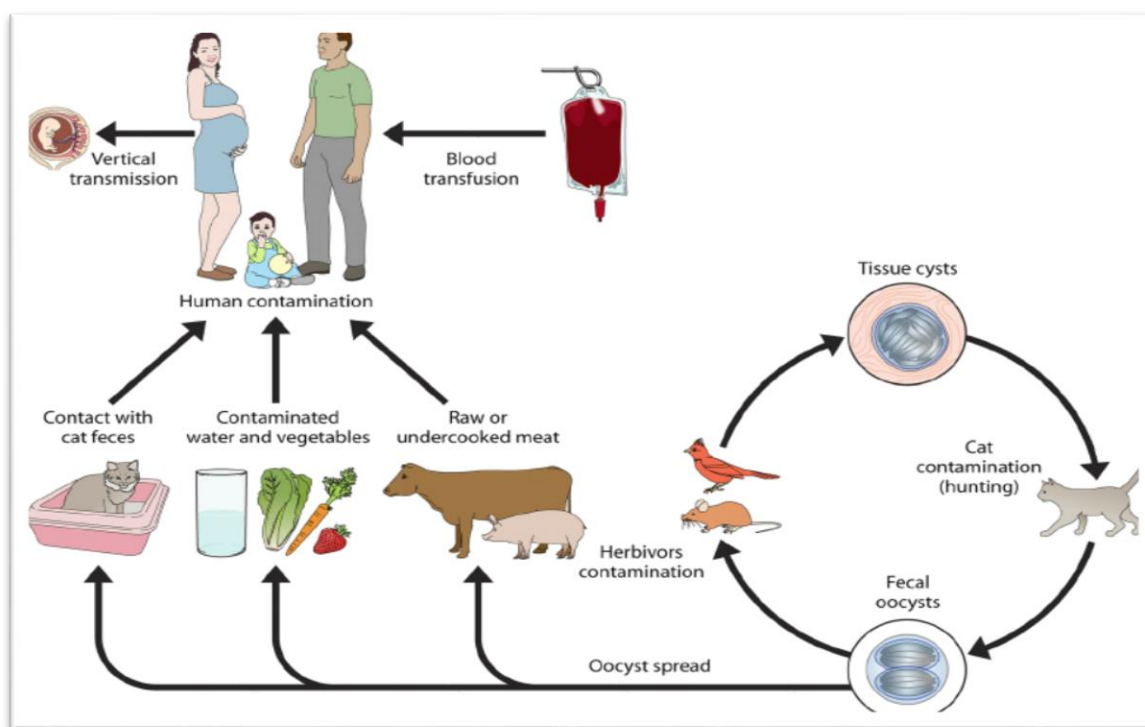 Vertical
transmission
Blood
transfusion
Human contamination
Tissue cysts
Contact with
cat feces
Contaminated
water and vegetables
Raw or
undercooked meat
Cat
contamination
(hunting)
Herbivors
contamination
Fecal
oocysts
Oocyst spread